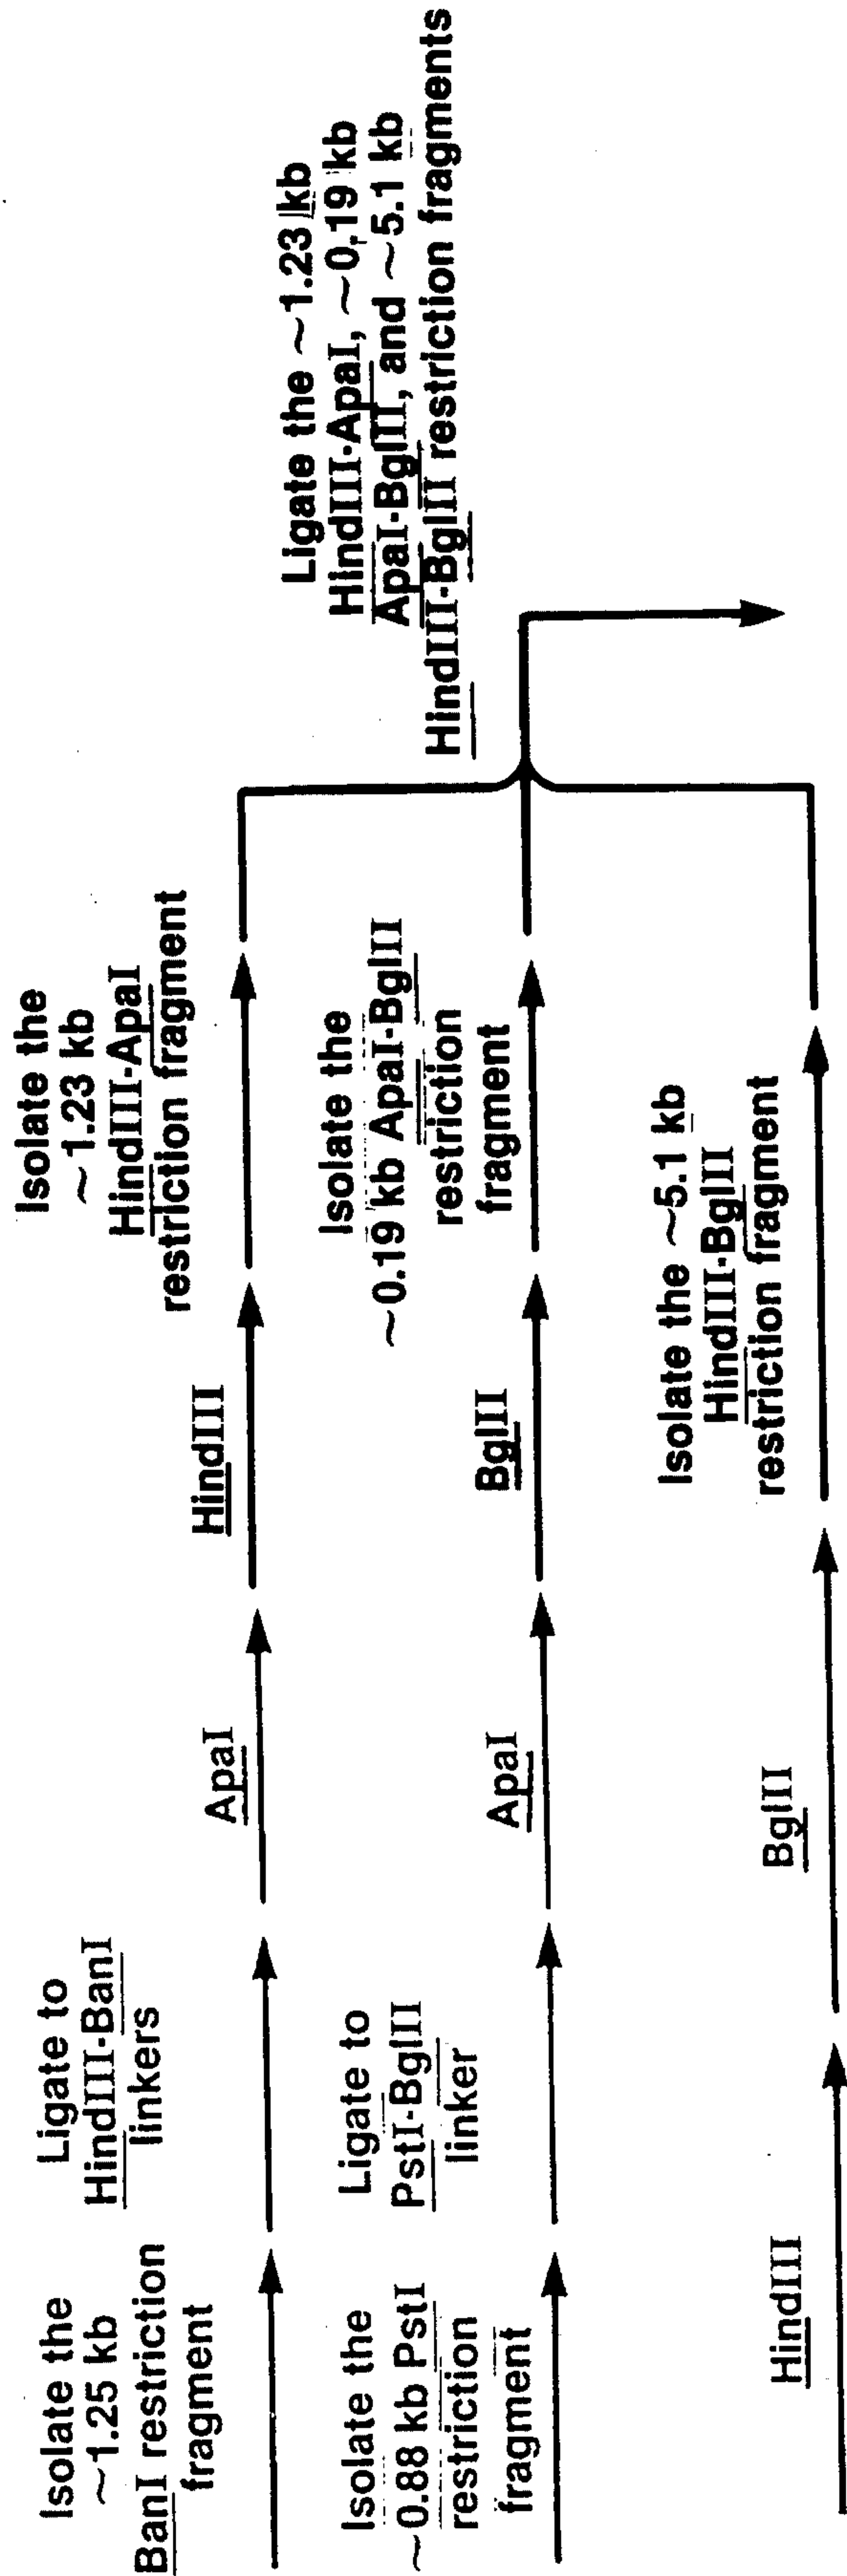 Isolate the
~1.25 kb
BanI restriction
fragment
Ligate to
HindIII-BanI
linkers
ApaI
HindIII
Isolate the
~1.23 kb
HindIII-ApaI
restriction fragment
Isolate the
~0.88 kb PstI
restriction
fragment
Ligate to
PstI-BglII
linker
ApaI
BglII
Isolate the
~0.19 kb ApaI-BglII
restriction
fragment
HindIII
BglII
Isolate the ~5.1 kb
HindIII-BglII
restriction fragment
Ligate the ~1.23 kb
HindIII-ApaI, ~0.19 kb
ApaI-BglII, and ~5.1 kb
HindIII-BglII restriction fragments